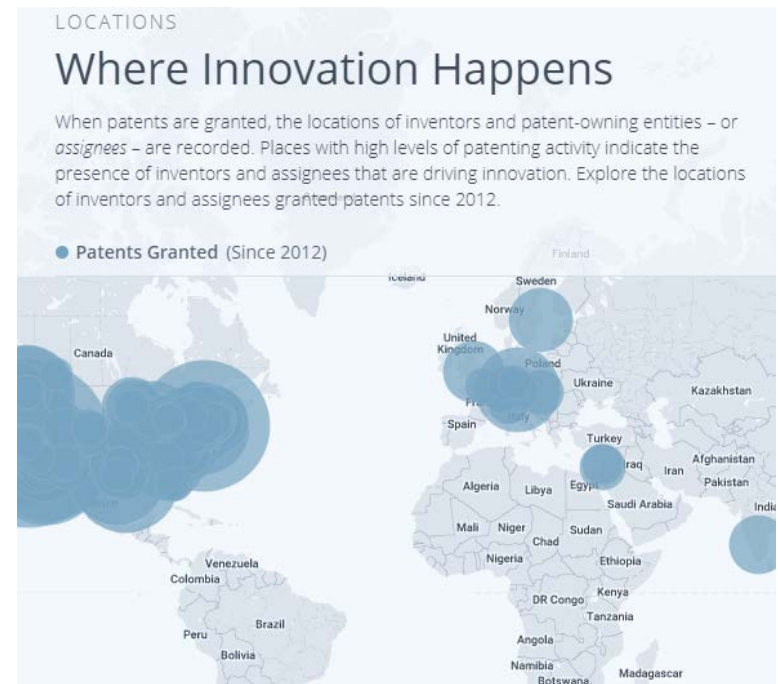 LOCATIONS
Where Innovation Happens
When patents are granted, the locations of inventors and patent-owning entities – or
assignees – are recorded. Places with high levels of patenting activity indicate the
presence of inventors and assignees that are driving innovation. Explore the locations
of inventors and assignees granted patents since 2012.
Patents Granted (Since 2012)
Finland
Iceland
Sweden
Norway
United
Kingdom
Canada
Poland
Ukraine
Kazakhstan
Italy
Spain
Turkey
Iraq
Iran
Afghanistan
Pakistan
Algeria
Libya
Egypt
Saudi Arabia
India
Mali
Niger
Chad
Sudan
Nigeria
Ethiopia
Venezuela
Colombia
DR Congo
Kenya
Tanzania
Brazil
Peru
Bolivia
Angola
Namibia
Botswana
Madagascar